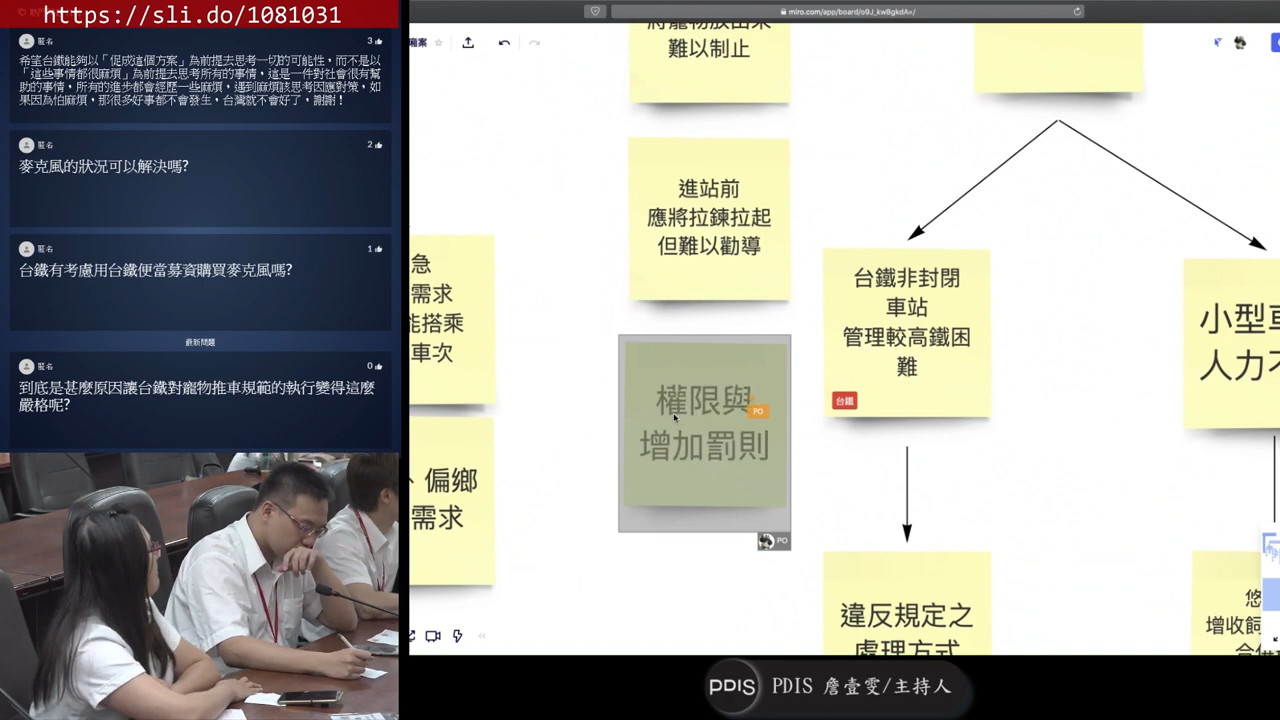 https://sli.do/1081031
匿名
3
希望台鐵能夠以「促成這個方案」為前提去思考一切的可能性，而不是以
「這些事情都很麻煩」為前提去思考所有的事情，這是一件對社會很有幫
助的事情，所有的進步都會經歷一些麻煩，遇到麻煩該思考因應對策，如
果因為怕麻煩，那很多好事都不會發生，台灣就不會好了，謝謝！
匿名
2
麥克風的狀況可以解決嗎?
匿名
1
台鐵有考慮用台鐵便當募資購買麥克風嗎?
最新問題
匿名
0
到底是甚麼原因讓台鐵對寵物推車規範的執行變得這麼
嚴格呢?
miro.com/app/board/o9J_kwBgkdA=/
廂案
難以制止
進站前
應將拉鍊拉起
但難以勸導
急
需求
能搭乘
車次
權限與
增加罰則
PO
PO
、偏鄉
需求
台鐵非封閉
車站
管理較高鐵困
難
台鐵
小型車
人力不
違反規定之
處理方式
悠
增收飼
PDIS
PDIS 詹壹雯/主持人